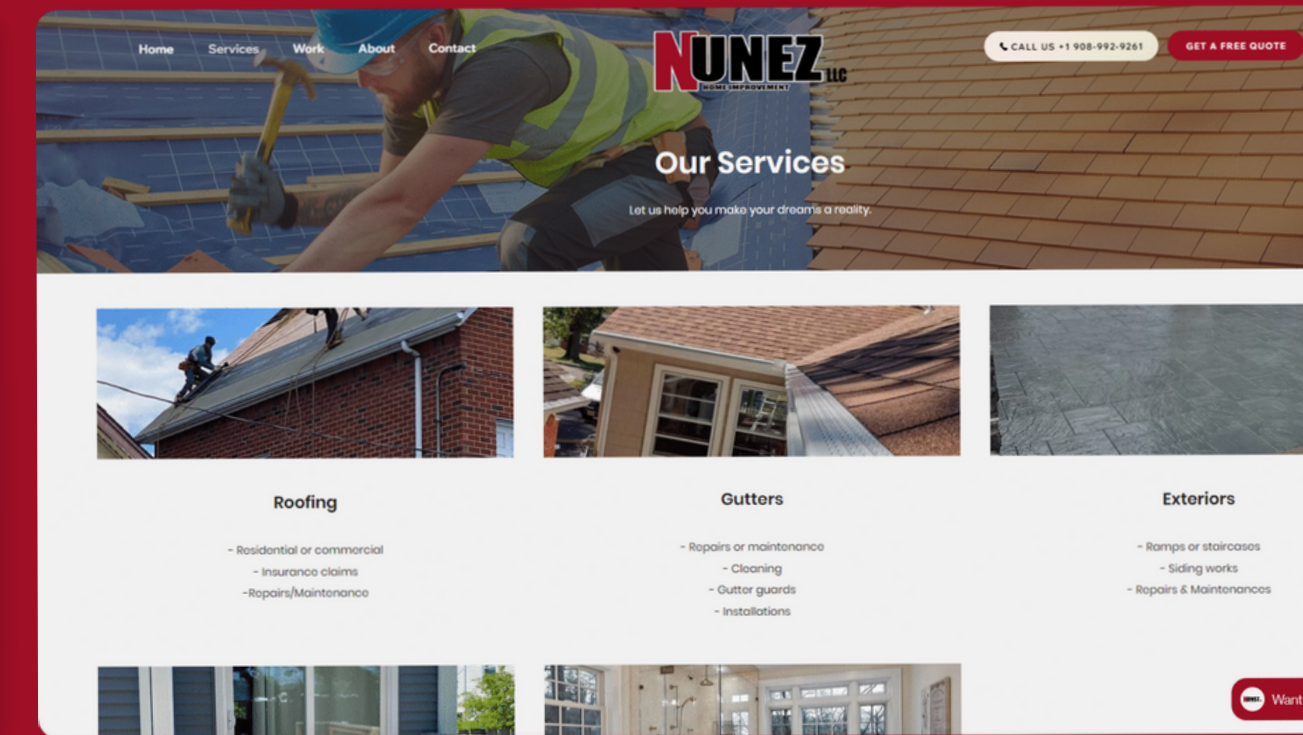 Home Services Work About Contact
NUNEZ LLC
HOME IMPROVEMENT
CALL US +1 908-992-9261
GET A FREE QUOTE
Our Services
Let us help you make your dreams a reality.
Roofing
- Residential or commercial
- Insurance claims
-Repairs/Maintenance
Gutters
- Repairs or maintenance
- Cleaning
- Gutter guards
- Installations
Exteriors
- Ramps or staircases
- Siding works
- Repairs & Maintenances
NUNEZ
Want